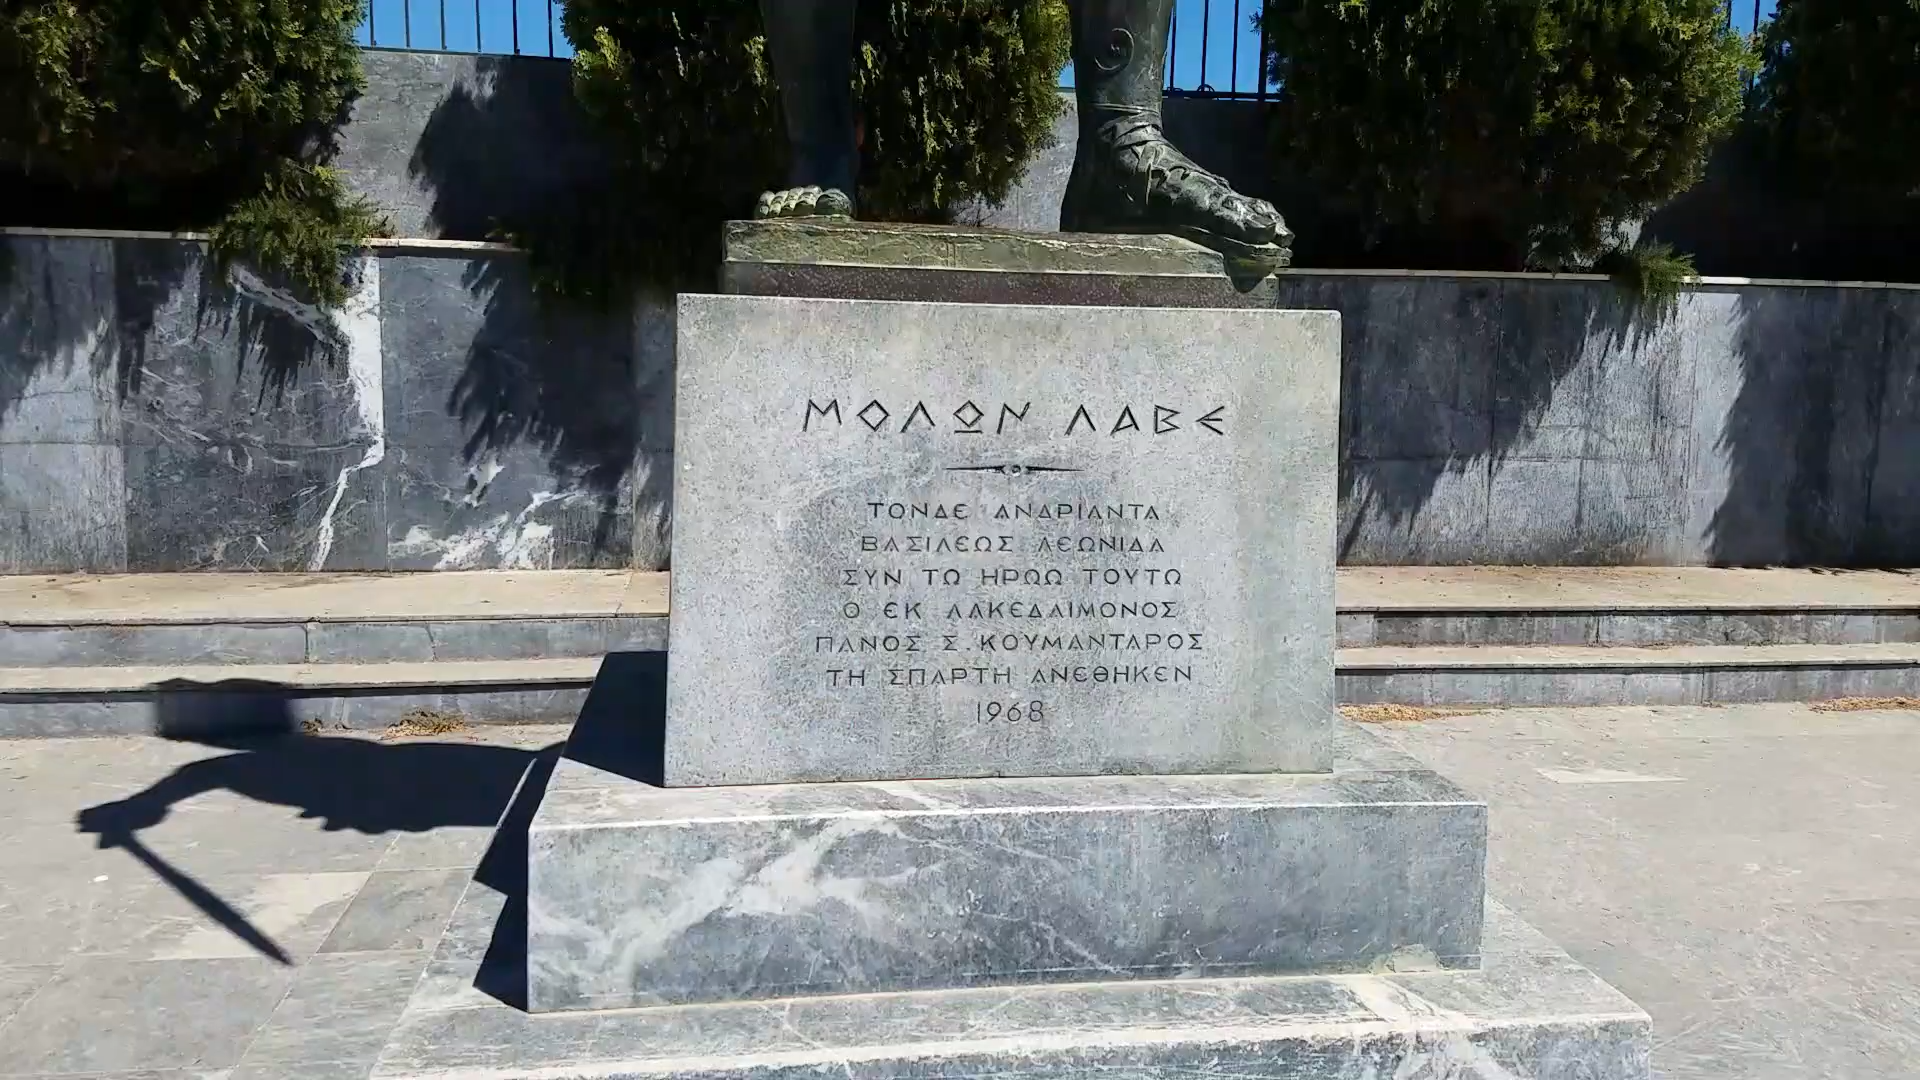 ΜΟΛΩΝ ΛΑΒΕ
ΤΟΝΔΕ ΑΝΔΡΙΑΝΤΑ
ΒΑΣΙΛΕΩΣ ΛΕΩΝΙΔΑ
ΣΥΝ ΤΩ ΗΡΩΩ ΤΟΥΤΩ
Ο ΕΚ ΛΑΚΕΔΑΙΜΟΝΟΣ
ΠΑΝΟΣ Σ. ΚΟΥΜΑΝΤΑΡΟΣ
ΤΗ ΣΠΑΡΤΗ ΑΝΕΘΗΚΕΝ
1968